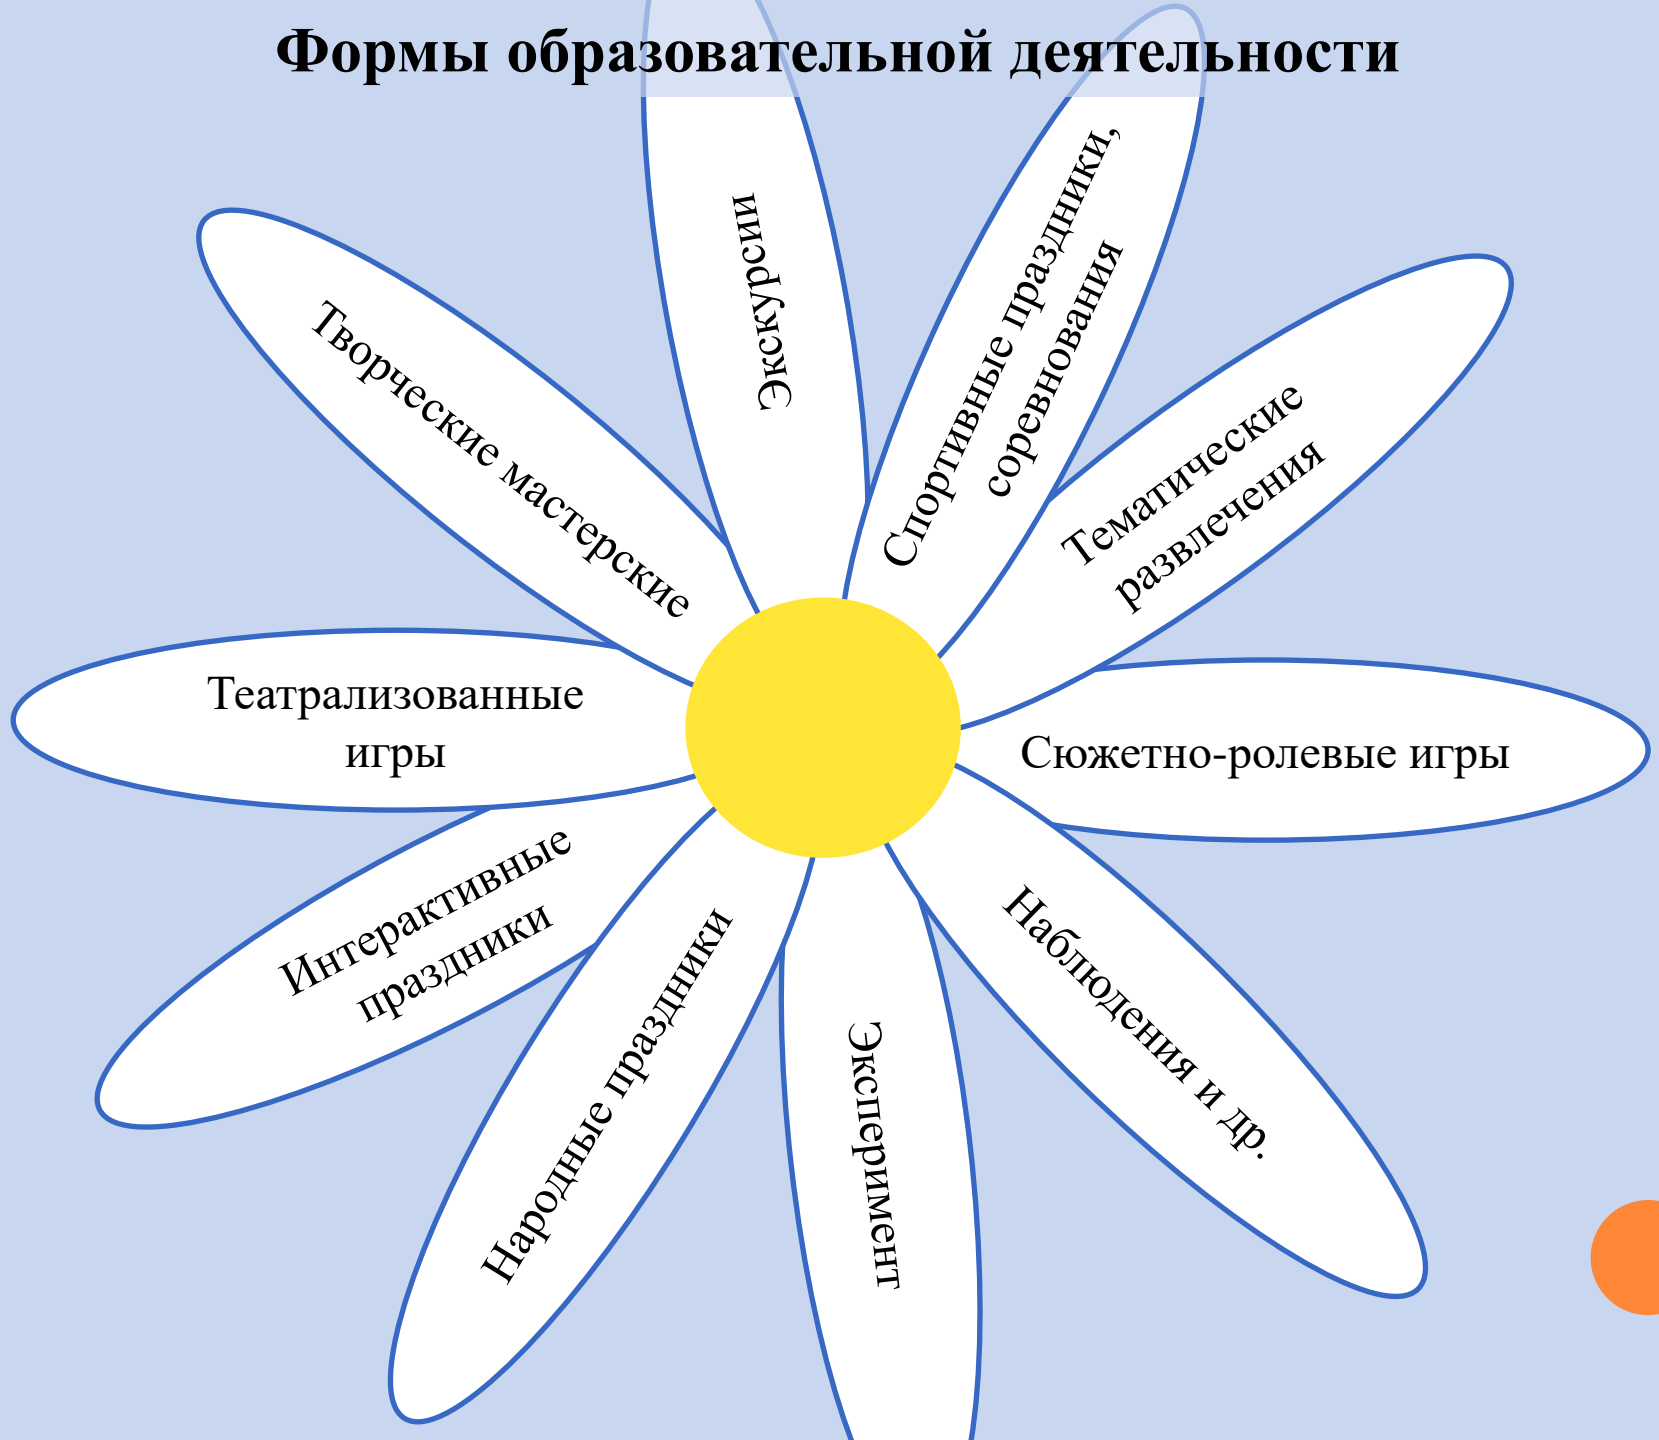 Формы образовательной деятельности
Экскурсии
Спортивные праздники,
соревнования
Тематические
развлечения
Сюжетно-ролевые игры
Наблюдения и др.
Эксперимент
Народные праздники
Интерактивные
праздники
Театрализованные
игры
Творческие мастерские